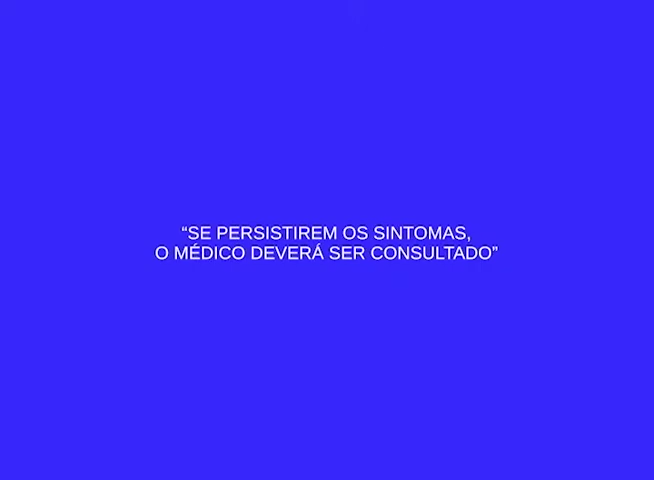 “SE PERSISTIREM OS SINTOMAS,
O MÉDICO DEVERÁ SER CONSULTADO”